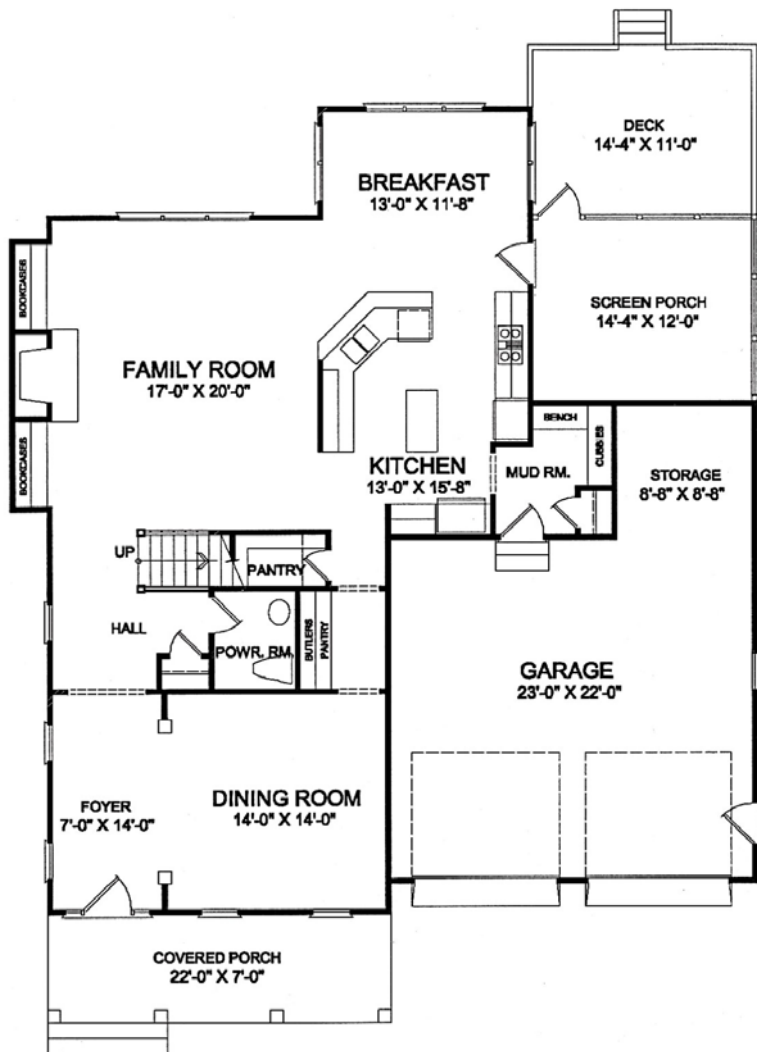 DECK
14'-4" X 11'-0"
BREAKFAST
13'-0" X 11'-8"
BOOKCASES
SCREEN PORCH
14'-4" X 12'-0"
FAMILY ROOM
17'-0" X 20'-0"
BENCH
CUBBIES
BOOKCASES
KITCHEN
13'-0" X 15'-8"
MUD RM.
STORAGE
8'-8" X 8'-8"
UP
PANTRY
HALL
POWR. RM.
BUTLERS
PANTRY
GARAGE
23'-0" X 22'-0"
FOYER
7'-0" X 14'-0"
DINING ROOM
14'-0" X 14'-0"
COVERED PORCH
22'-0" X 7'-0"